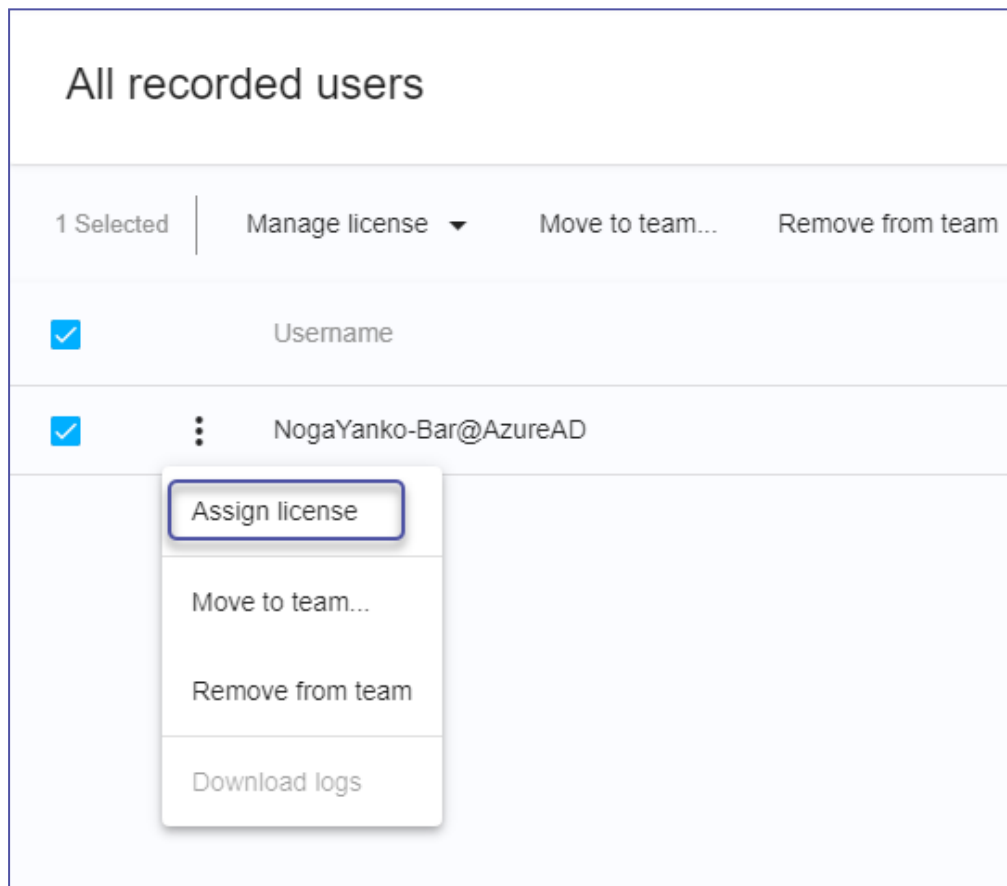 All recorded users
1 Selected Manage license Move to team... Remove from team
Username
NogaYanko-Bar@AzureAD
Assign license
Move to team...
Remove from team
Download logs